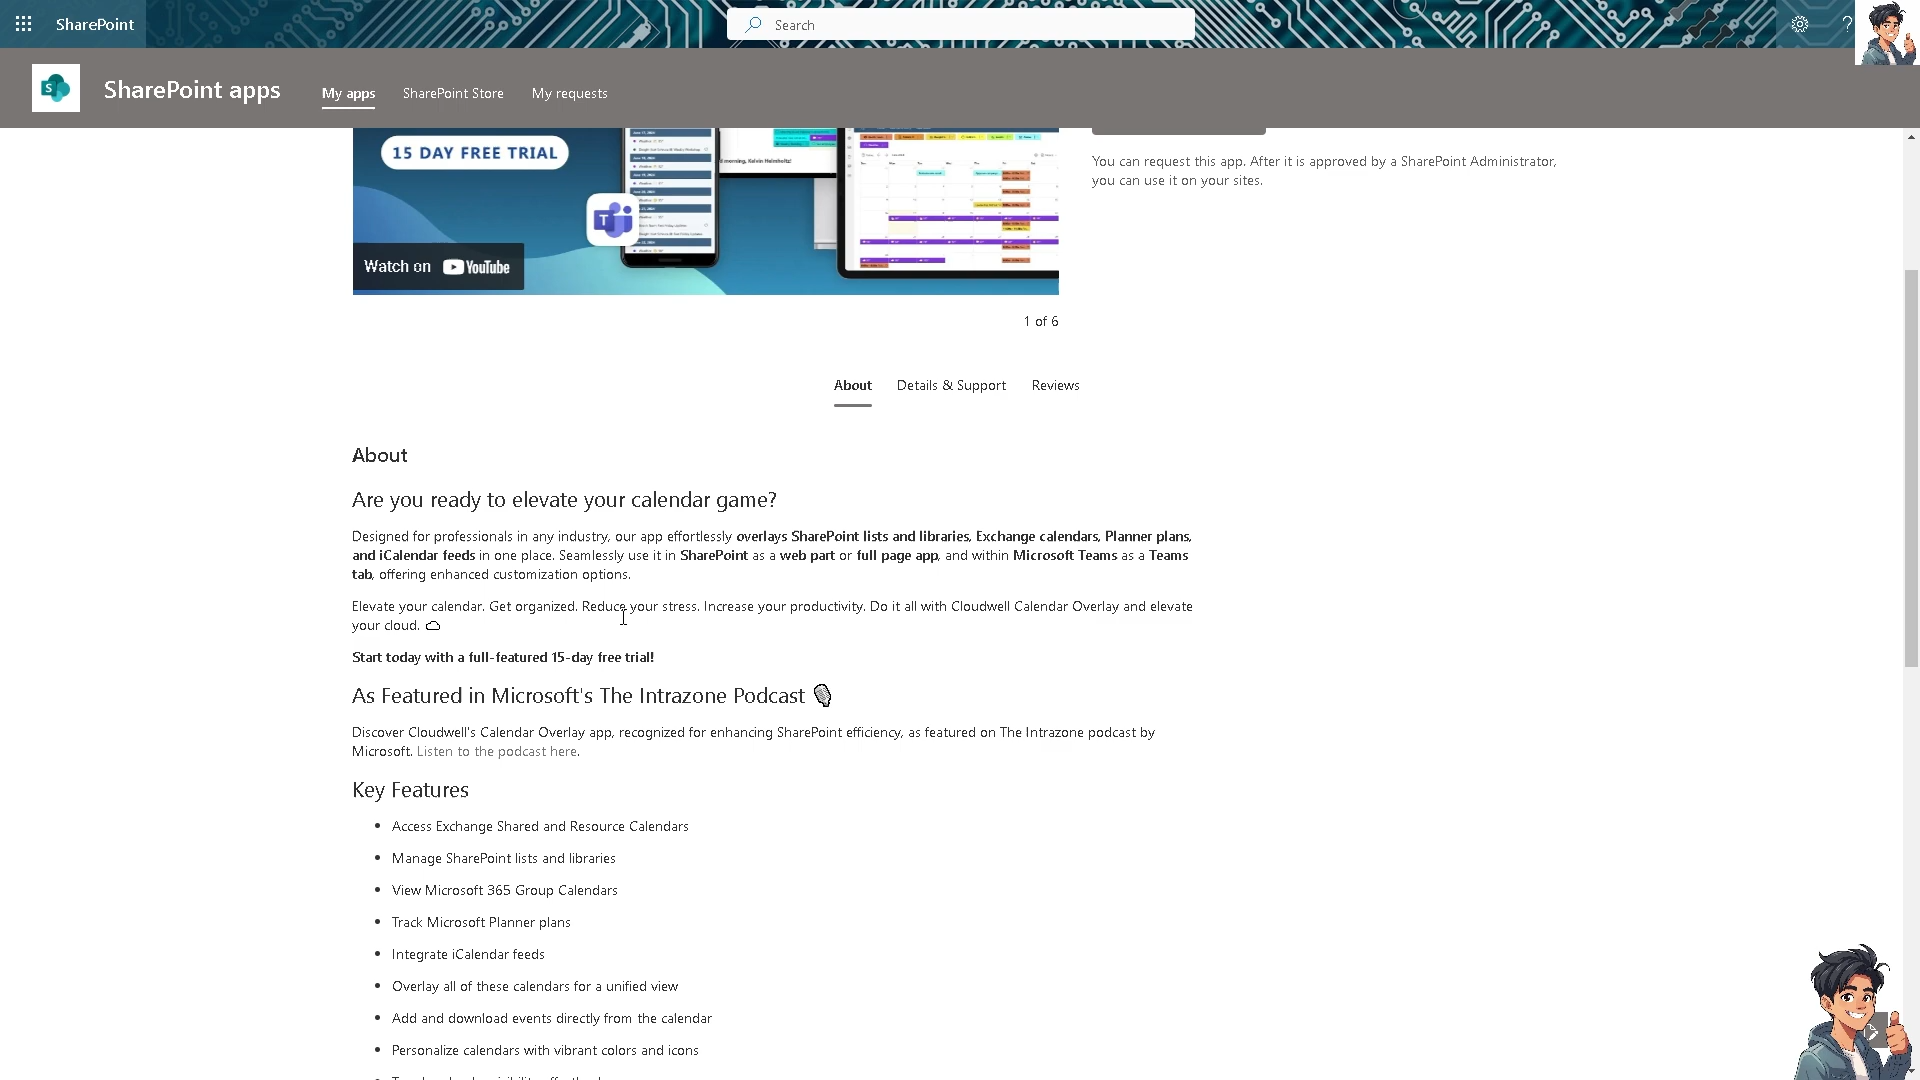 SharePoint
Search
?
SharePoint apps
My apps
SharePoint Store
My requests
15 DAY FREE TRIAL
Watch on YouTube
You can request this app. After it is approved by a SharePoint Administrator,
you can use it on your sites.
1 of 6
About
Details & Support
Reviews
About
Are you ready to elevate your calendar game?
Designed for professionals in any industry, our app effortlessly overlays SharePoint lists and libraries, Exchange calendars, Planner plans,
and iCalendar feeds in one place. Seamlessly use it in SharePoint as a web part or full page app, and within Microsoft Teams as a Teams
tab, offering enhanced customization options.
Elevate your calendar. Get organized. Reduce your stress. Increase your productivity. Do it all with Cloudwell Calendar Overlay and elevate
your cloud.
Start today with a full-featured 15-day free trial!
As Featured in Microsoft's The Intrazone Podcast
Discover Cloudwell's Calendar Overlay app, recognized for enhancing SharePoint efficiency, as featured on The Intrazone podcast by
Microsoft. Listen to the podcast here.
Key Features
• Access Exchange Shared and Resource Calendars
• Manage SharePoint lists and libraries
• View Microsoft 365 Group Calendars
• Track Microsoft Planner plans
• Integrate iCalendar feeds
• Overlay all of these calendars for a unified view
• Add and download events directly from the calendar
• Personalize calendars with vibrant colors and icons